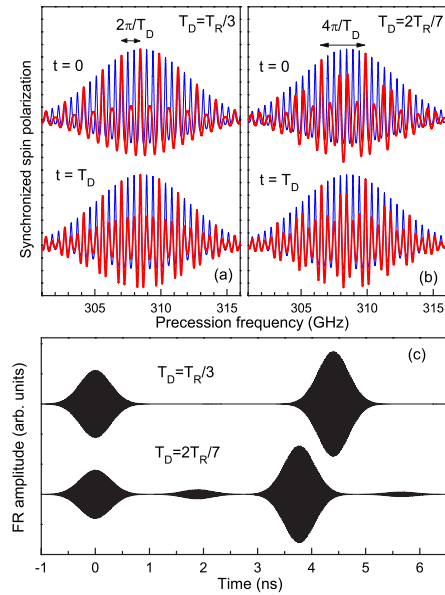 2π/T_D T_D=T_R/3
4π/T_D T_D=2T_R/7
t = 0
t = 0
t = T_D
t = T_D
(a)
(b)
Synchronized spin polarization
305 310 315
305 310 315
Precession frequency (GHz)
(c)
T_D=T_R/3
T_D=2T_R/7
FR amplitude (arb. units)
-1 0 1 2 3 4 5 6
Time (ns)